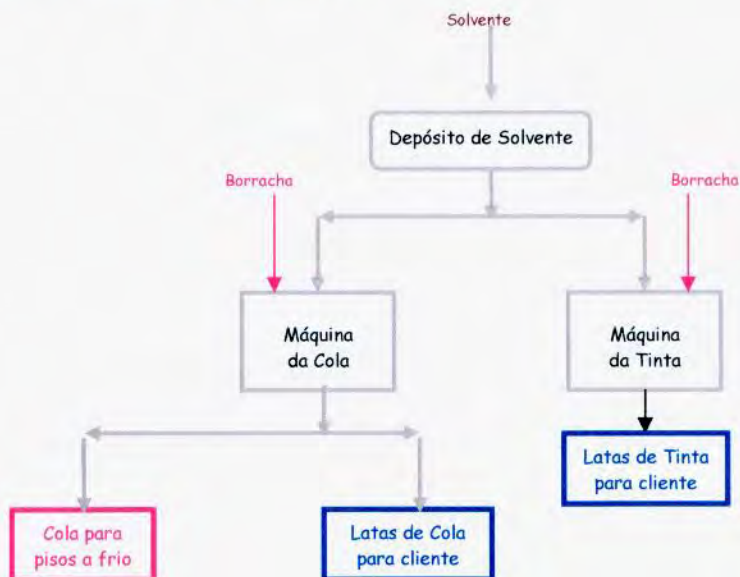 Solvente
Depósito de Solvente
Borracha
Borracha
Máquina
da Cola
Máquina
da Tinta
Latas de Tinta
para cliente
Cola para
pisos a frio
Latas de Cola
para cliente